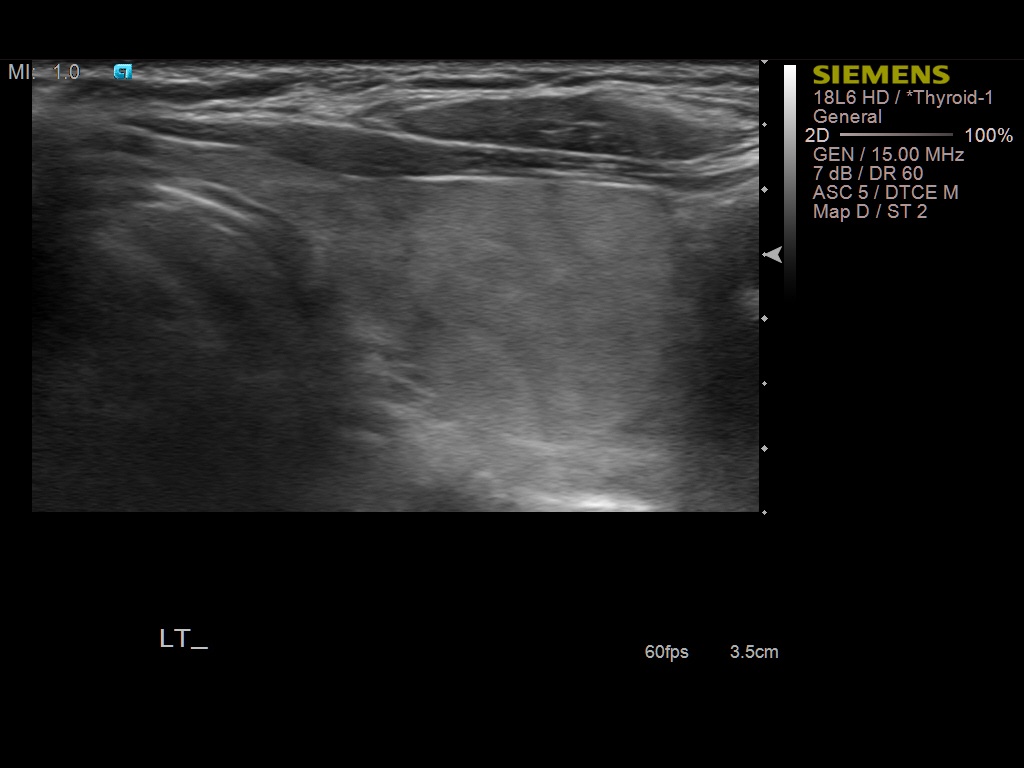 MI: 1.0
SIEMENS
18L6 HD / *Thyroid-1
General
2D 100%
GEN / 15.00 MHz
7 dB / DR 60
ASC 5 / DTCE M
Map D / ST 2
LT_
60fps 3.5cm